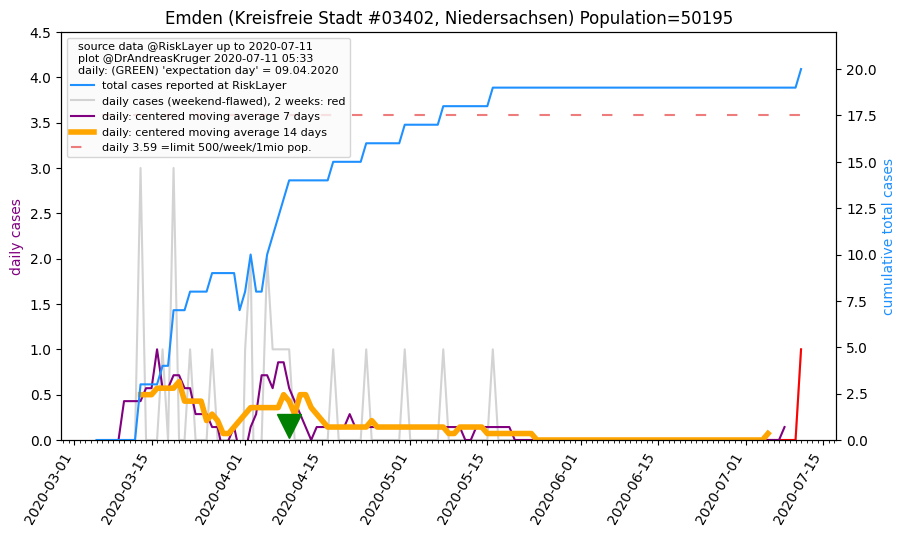 Emden (Kreisfreie Stadt #03402, Niedersachsen) Population=50195
source data @RiskLayer up to 2020-07-11
plot @DrAndreasKruger 2020-07-11 05:33
daily: (GREEN) 'expectation day' = 09.04.2020
total cases reported at RiskLayer
daily cases (weekend-flawed), 2 weeks: red
daily: centered moving average 7 days
daily: centered moving average 14 days
daily 3.59 =limit 500/week/1mio pop.
daily cases
4.5
4.0
3.5
3.0
2.5
2.0
1.5
1.0
0.5
0.0
cumulative total cases
20.0
17.5
15.0
12.5
10.0
7.5
5.0
2.5
0.0
2020-03-01
2020-03-15
2020-04-01
2020-04-15
2020-05-01
2020-05-15
2020-06-01
2020-06-15
2020-07-01
2020-07-15